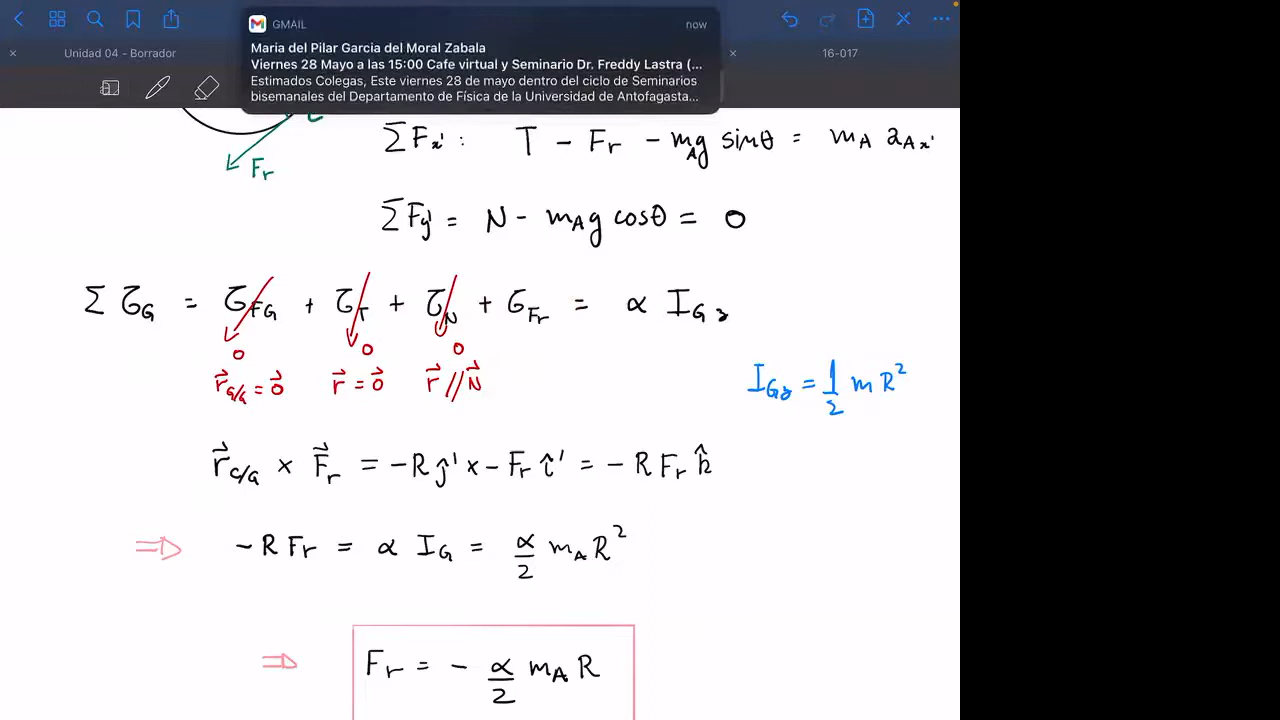 GMAIL now
Maria del Pilar Garcia del Moral Zabala
Viernes 28 Mayo a las 15:00 Cafe virtual y Seminario Dr. Freddy Lastra (...
Estimados Colegas, Este viernes 28 de mayo dentro del ciclo de Seminarios
bisemanales del Departamento de Física de la Universidad de Antofagasta...
Unidad 04 - Borrador
16-017
Fr
ΣFx' : T - Fr - mAg sinθ = mA aAx'
ΣFy' = N - mAg cosθ = 0
Σ τG = τFG + τT + τN + τFr = α IGz
0 0 0
r⃗G/G = 0⃗ r⃗ = 0⃗ r⃗ // N⃗
IGz = 1/2 m R²
r⃗C/G × F⃗r = -R ĵ' × - Fr î' = - R Fr k̂
⇒ - R Fr = α IG = α/2 mA R²
⇒ Fr = - α/2 mA R